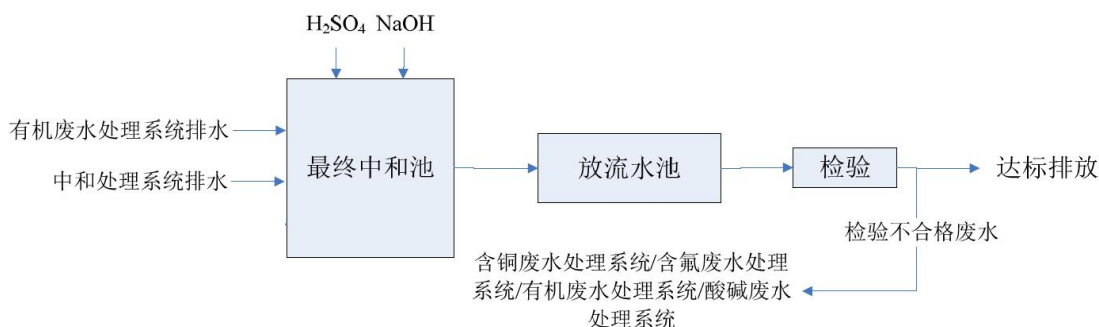 H₂SO₄ NaOH
有机废水处理系统排水
中和处理系统排水
最终中和池
放流水池
检验
达标排放
检验不合格废水
含铜废水处理系统/含氟废水处理
系统/有机废水处理系统/酸碱废水
处理系统